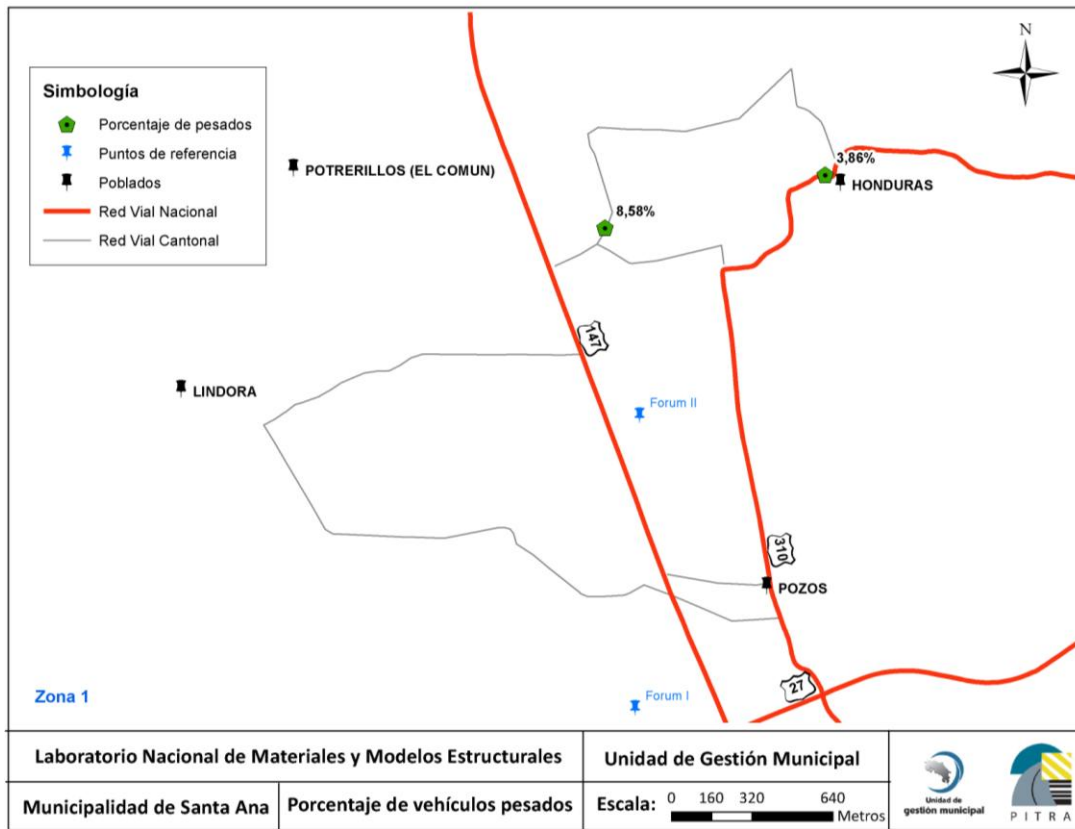 N
Simbología
Porcentaje de pesados
Puntos de referencia
Poblados
Red Vial Nacional
Red Vial Cantonal
POTRERILLOS (EL COMUN)
3,86%
HONDURAS
8,58%
147
LINDORA
Forum II
310
POZOS
27
Zona 1
Forum I
Laboratorio Nacional de Materiales y Modelos Estructurales
Unidad de Gestión Municipal
Municipalidad de Santa Ana
Porcentaje de vehículos pesados
Escala:
0 160 320 640
Metros
Unidad de
gestión municipal
PITRA